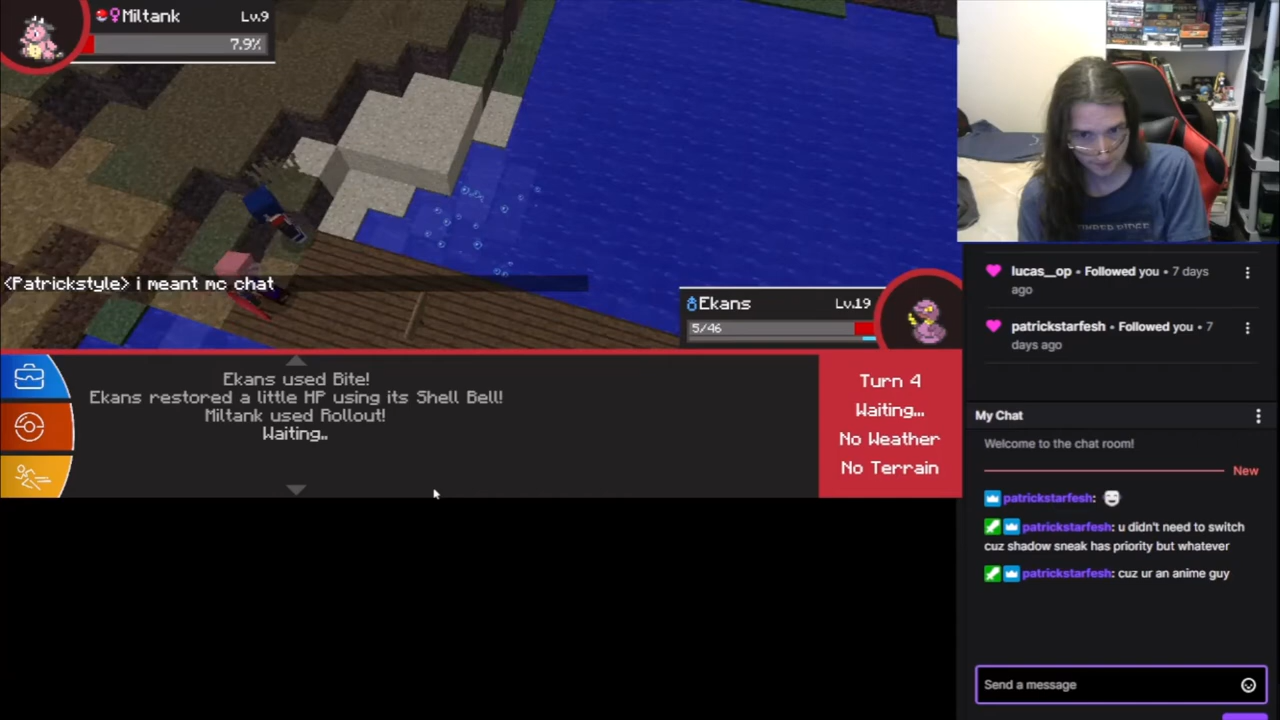 Miltank Lv.9
7.9%
<Patrickstyle> i meant mc chat
Ekans Lv.19
5/46
Ekans used Bite!
Ekans restored a little HP using its Shell Bell!
Miltank used Rollout!
Waiting..
Turn 4
Waiting...
No Weather
No Terrain
lucas__op • Followed you • 7 days
ago
patrickstarfesh • Followed you • 7
days ago
My Chat
Welcome to the chat room!
New
patrickstarfesh:
patrickstarfesh: u didn't need to switch
cuz shadow sneak has priority but whatever
patrickstarfesh: cuz ur an anime guy
Send a message